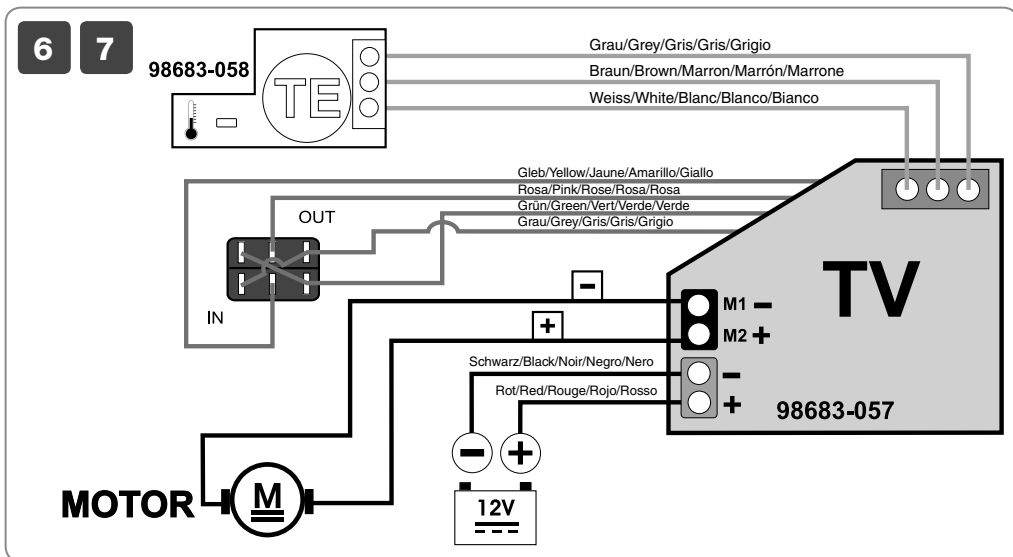 6 7
98683-058
TE
Grau/Grey/Gris/Gris/Grigio
Braun/Brown/Marron/Marrón/Marrone
Weiss/White/Blanc/Blanco/Bianco
Gleb/Yellow/Jaune/Amarillo/Giallo
Rosa/Pink/Rose/Rosa/Rosa
Grün/Green/Vert/Verde/Verde
Grau/Grey/Gris/Gris/Grigio
OUT
IN
TV
-
M1 -
+
M2 +
Schwarz/Black/Noir/Negro/Nero
-
Rot/Red/Rouge/Rojo/Rosso
+
98683-057
- +
MOTOR
M
12V